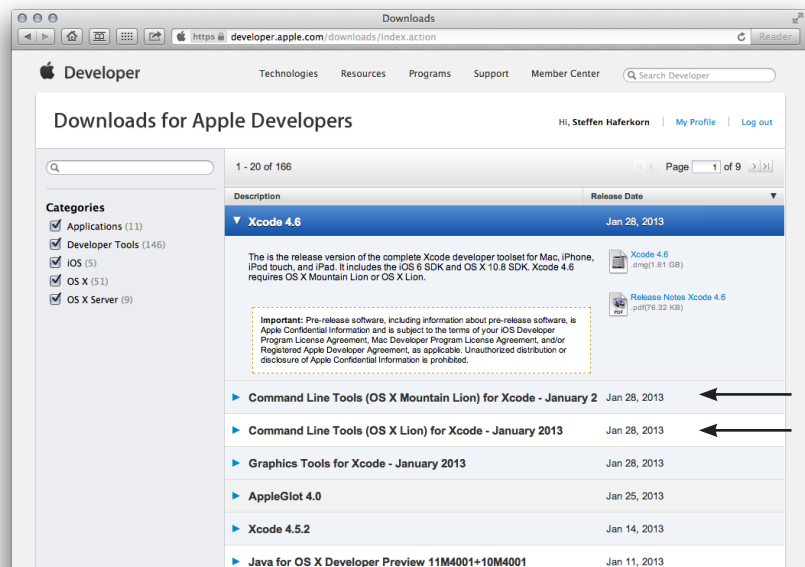 Downloads
https developer.apple.com/downloads/index.action
Reader
Developer
Technologies Resources Programs Support Member Center
Search Developer
Downloads for Apple Developers
Hi, Steffen Haferkorn | My Profile | Log out
1 - 20 of 166
Page 1 of 9
Description
Release Date
Categories
Applications (11)
Developer Tools (146)
iOS (5)
OS X (51)
OS X Server (9)
Xcode 4.6
Jan 28, 2013
The is the release version of the complete Xcode developer toolset for Mac, iPhone,
iPod touch, and iPad. It includes the iOS 6 SDK and OS X 10.8 SDK. Xcode 4.6
requires OS X Mountain Lion or OS X Lion.
Xcode 4.6
.dmg(1.61 GB)
Release Notes Xcode 4.6
.pdf(76.32 KB)
PDF
Important: Pre-release software, including information about pre-release software, is
Apple Confidential Information and is subject to the terms of your iOS Developer
Program License Agreement, Mac Developer Program License Agreement, and/or
Registered Apple Developer Agreement, as applicable. Unauthorized distribution or
disclosure of Apple Confidential Information is prohibited.
Command Line Tools (OS X Mountain Lion) for Xcode - January 2 Jan 28, 2013
Command Line Tools (OS X Lion) for Xcode - January 2013 Jan 28, 2013
Graphics Tools for Xcode - January 2013 Jan 28, 2013
AppleGlot 4.0 Jan 25, 2013
Xcode 4.5.2 Jan 14, 2013
Java for OS X Developer Preview 11M4001+10M4001 Jan 11, 2013